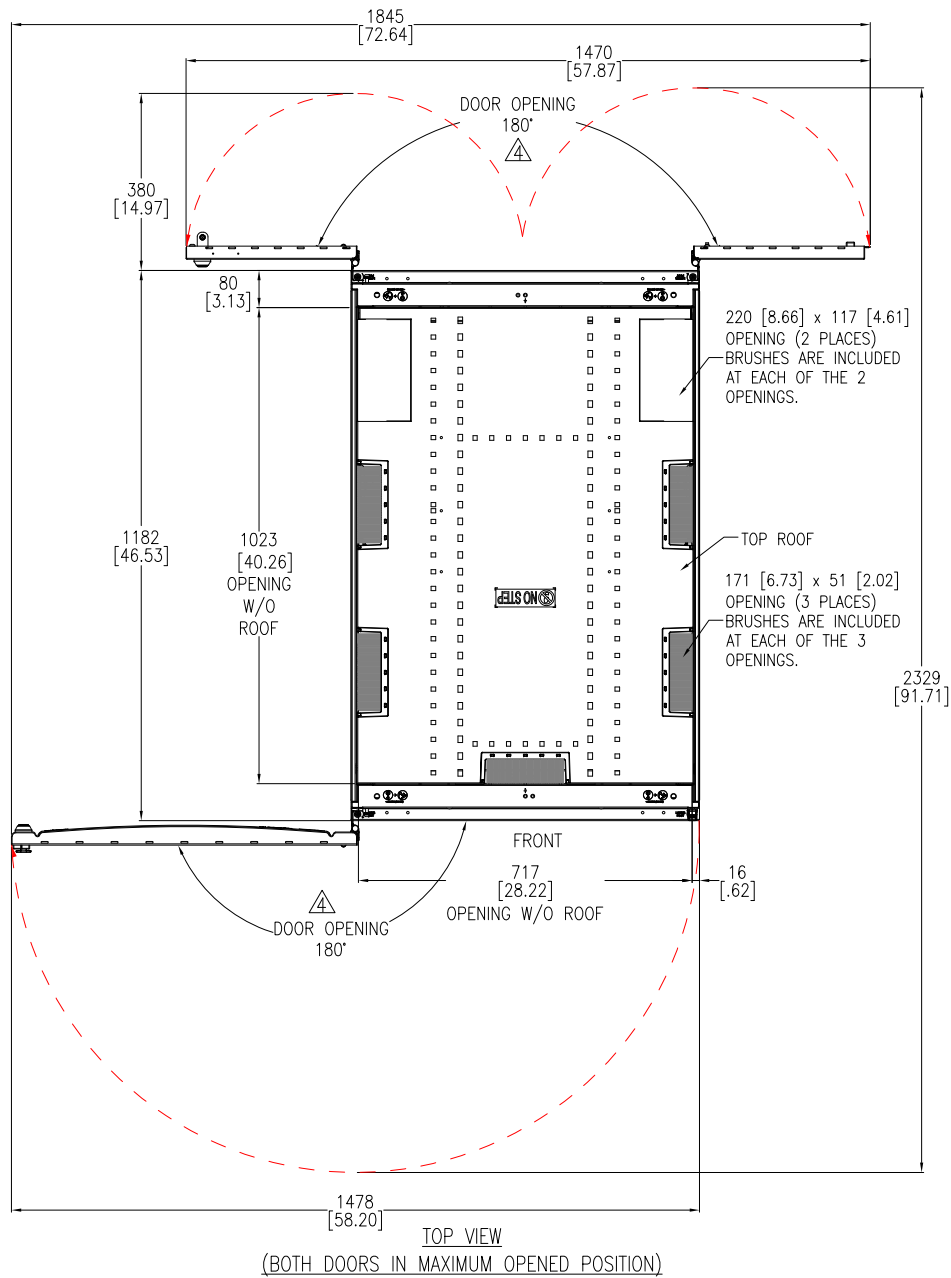 1845
[72.64]
1470
[57.87]
DOOR OPENING
180°
4
380
[14.97]
80
[3.13]
220 [8.66] x 117 [4.61]
OPENING (2 PLACES)
BRUSHES ARE INCLUDED
AT EACH OF THE 2
OPENINGS.
1182
[46.53]
1023
[40.26]
OPENING
W/O
ROOF
TOP ROOF
NO STEP
171 [6.73] x 51 [2.02]
OPENING (3 PLACES)
BRUSHES ARE INCLUDED
AT EACH OF THE 3
OPENINGS.
2329
[91.71]
FRONT
717
[28.22]
OPENING W/O ROOF
16
[.62]
4
DOOR OPENING
180°
1478
[58.20]
TOP VIEW
(BOTH DOORS IN MAXIMUM OPENED POSITION)